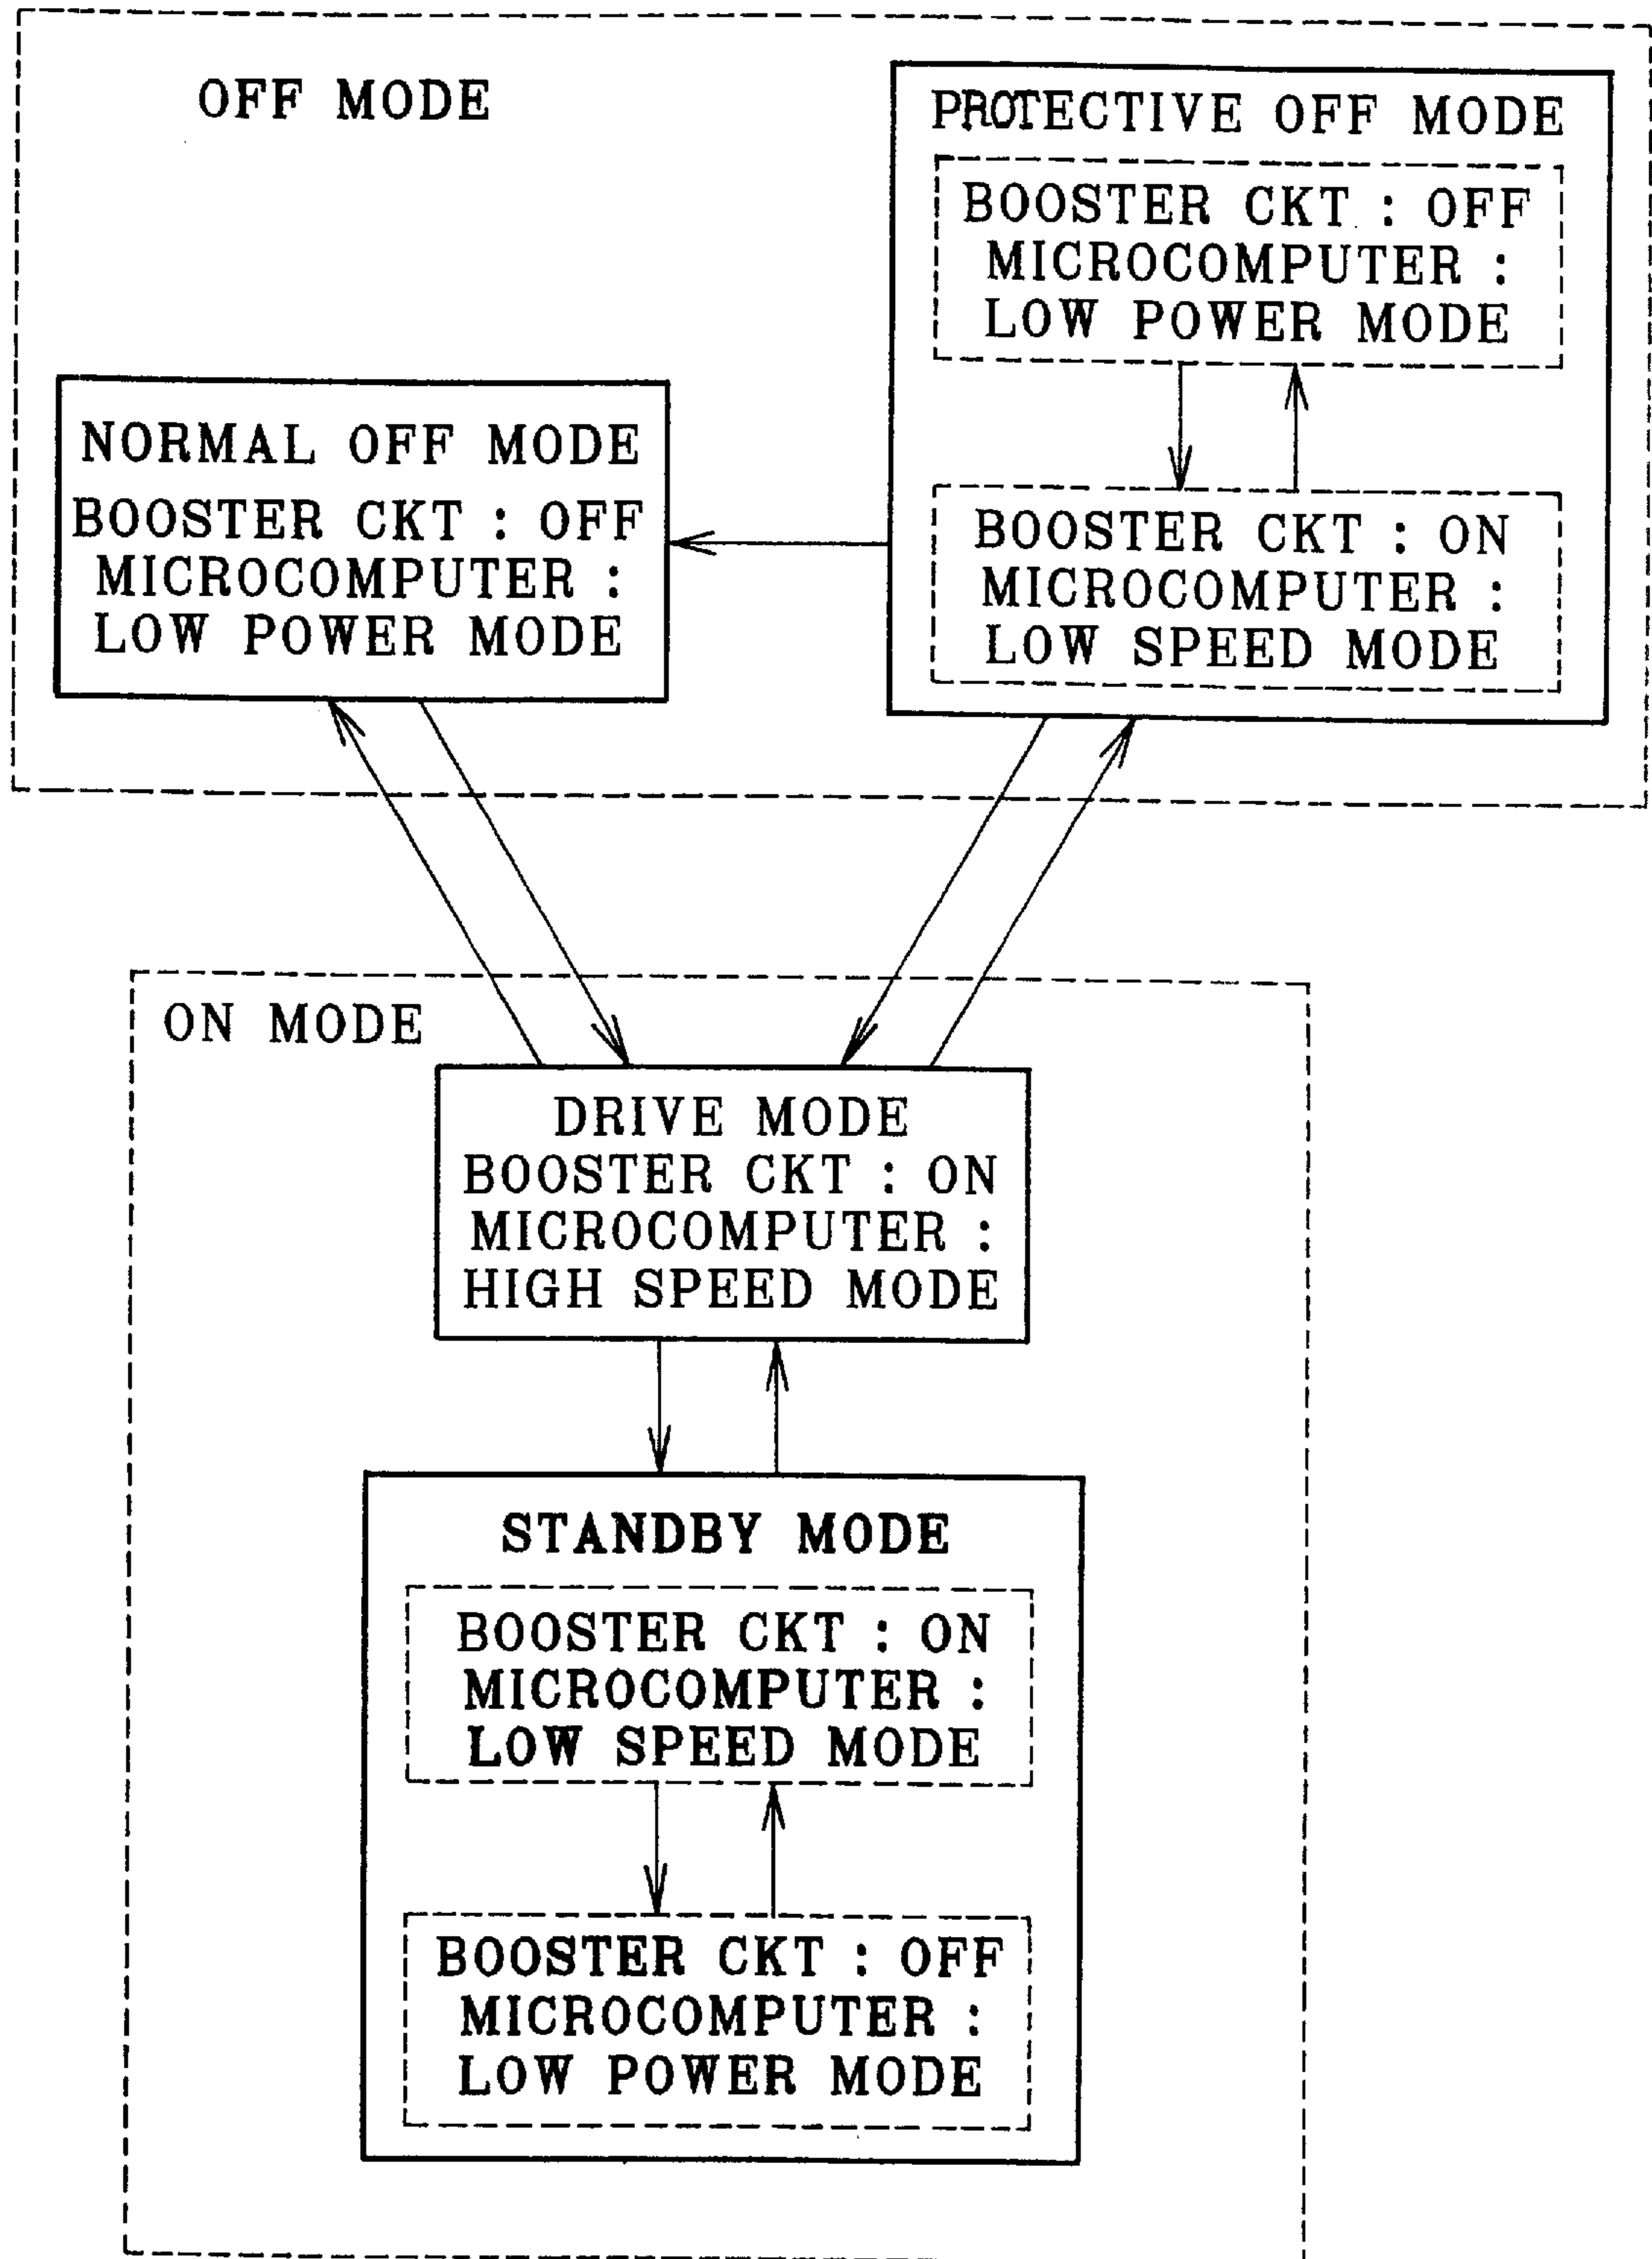 OFF MODE
PROTECTIVE OFF MODE
BOOSTER CKT : OFF
MICROCOMPUTER :
LOW POWER MODE
NORMAL OFF MODE
BOOSTER CKT : OFF
MICROCOMPUTER :
LOW POWER MODE
BOOSTER CKT : ON
MICROCOMPUTER :
LOW SPEED MODE
ON MODE
DRIVE MODE
BOOSTER CKT : ON
MICROCOMPUTER :
HIGH SPEED MODE
STANDBY MODE
BOOSTER CKT : ON
MICROCOMPUTER :
LOW SPEED MODE
BOOSTER CKT : OFF
MICROCOMPUTER :
LOW POWER MODE